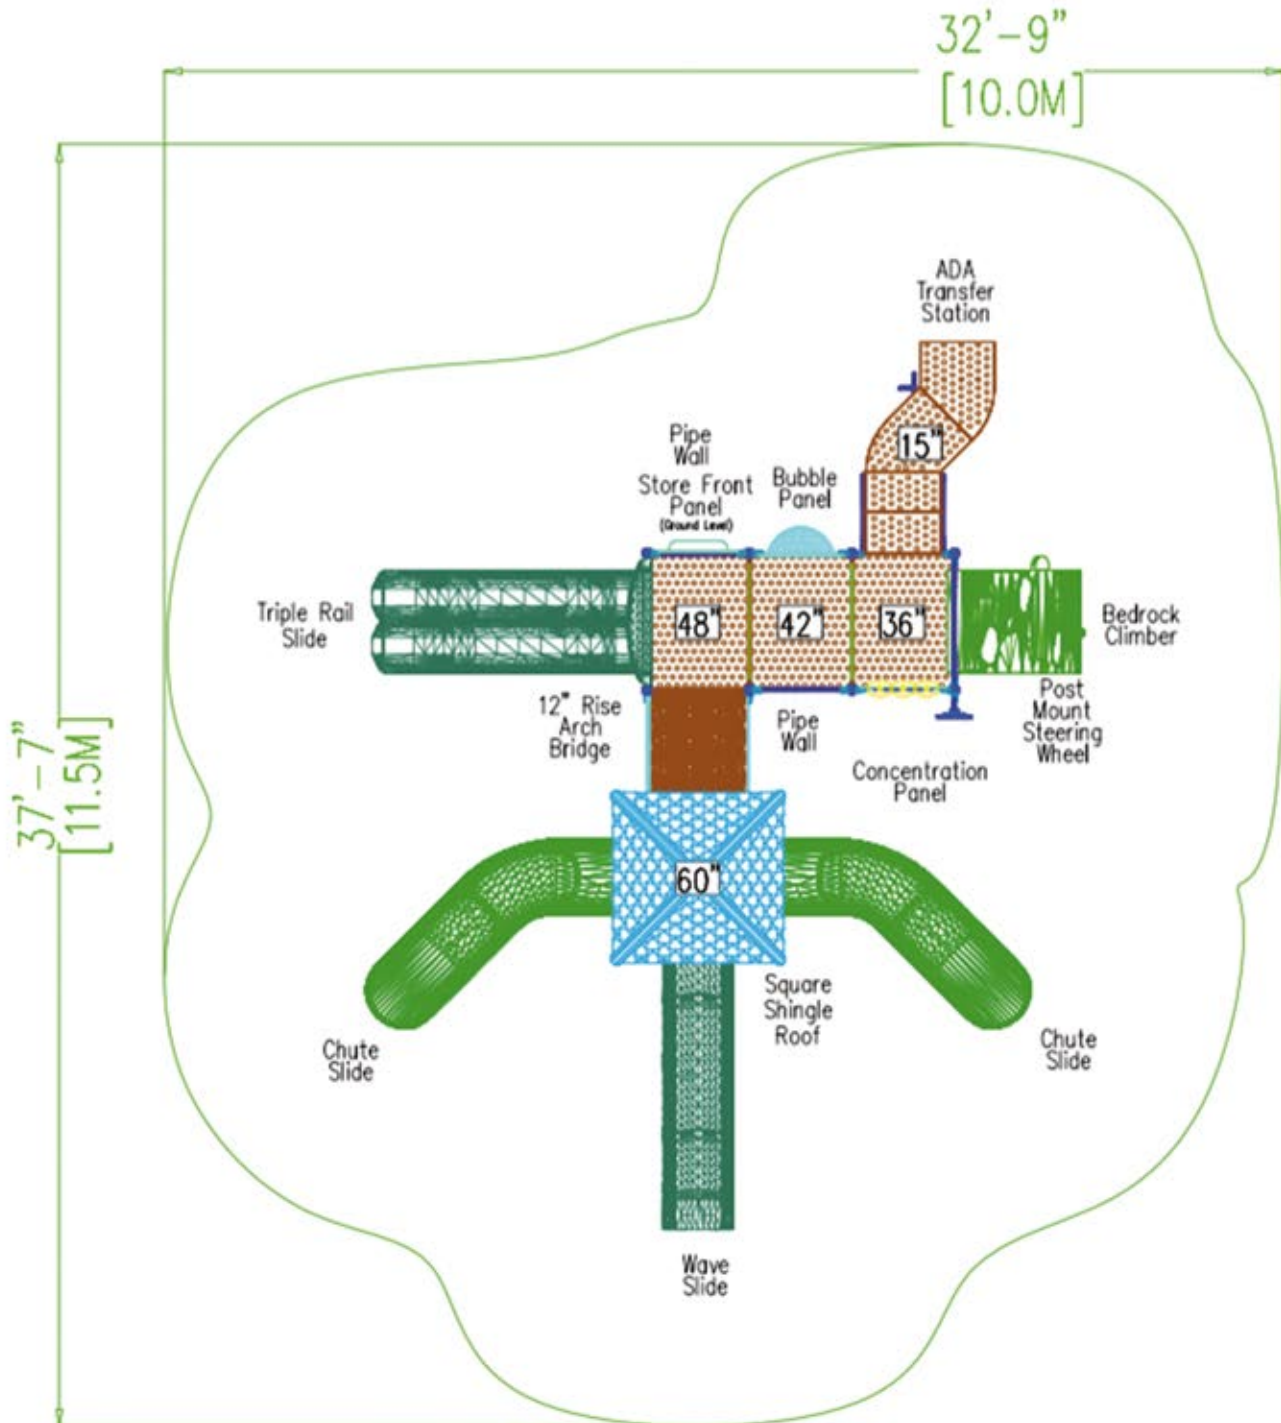 32'-9"
[10.0M]
ADA
Transfer
Station
15"
Pipe
Wall
Store Front
Panel
(Ground Level)
Bubble
Panel
Triple Rail
Slide
48"
42"
36"
Bedrock
Climber
12" Rise
Arch
Bridge
Pipe
Wall
Post
Mount
Steering
Wheel
Concentration
Panel
37'-7"
[11.5M]
60"
Square
Shingle
Roof
Chute
Slide
Chute
Slide
Wave
Slide